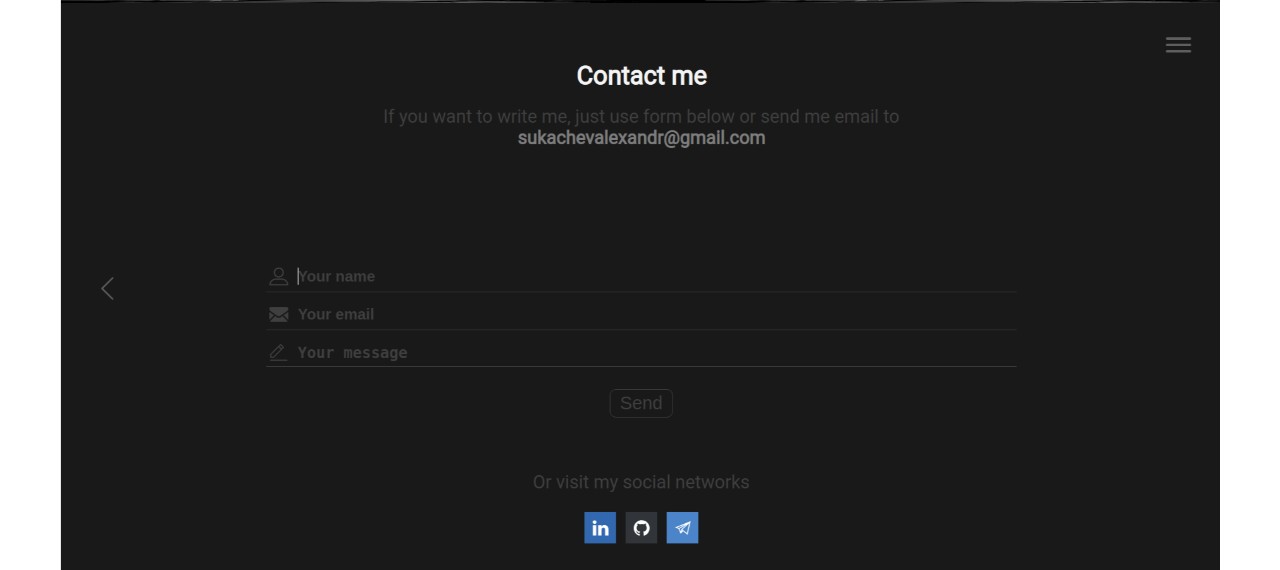 Contact me
If you want to write me, just use form below or send me email to
sukachevalexandr@gmail.com
Your name
Your email
Your message
Send
Or visit my social networks
in